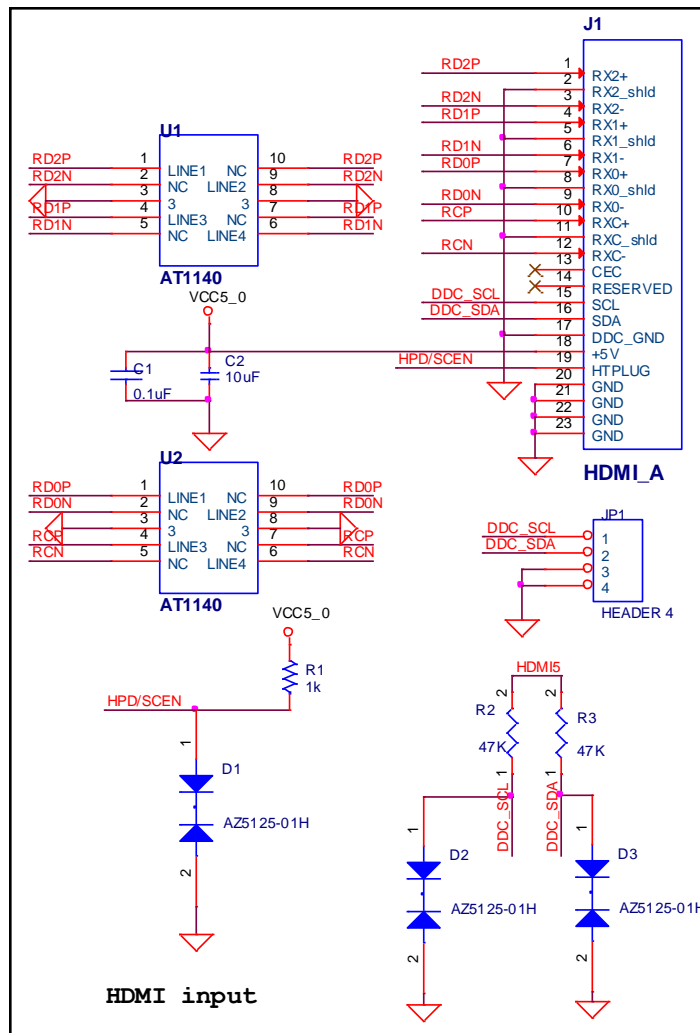 J1
RD2P 1 RX2+
2 RX2_shld
RD2N 3 RX2-
RD1P 4 RX1+
5 RX1_shld
RD1N 6 RX1-
RD0P 7 RX0+
8 RX0_shld
RD0N 9 RX0-
RCP 10 RXC+
11 RXC_shld
RCN 12 RXC-
13 CEC
14 RESERVED
DDC_SCL 15 SCL
DDC_SDA 16 SDA
17 DDC_GND
18 +5V
HPD/SCEN 19 HTPLUG
20 GND
21 GND
22 GND
23 GND
HDMI_A
U1
RD2P 1 LINE1 NC 10 RD2P
RD2N 2 NC LINE2 9 RD2N
3 3 8
RD1P 4 LINE3 NC 7 RD1P
RD1N 5 NC LINE4 6 RD1N
AT1140
VCC5_0
C1
0.1uF
C2
10uF
U2
RD0P 1 LINE1 NC 10 RD0P
RD0N 2 NC LINE2 9 RD0N
3 3 8
RCP 4 LINE3 NC 7 RCP
RCN 5 NC LINE4 6 RCN
AT1140
JP1
DDC_SCL 1
DDC_SDA 2
3
4
HEADER 4
VCC5_0
R1
1k
HPD/SCEN
1
D1
AZ5125-01H
2
HDMI5
2 2
R2 R3
47K 47K
1 1
DDC_SCL DDC_SDA
1 1
D2 D3
AZ5125-01H AZ5125-01H
2 2
HDMI input